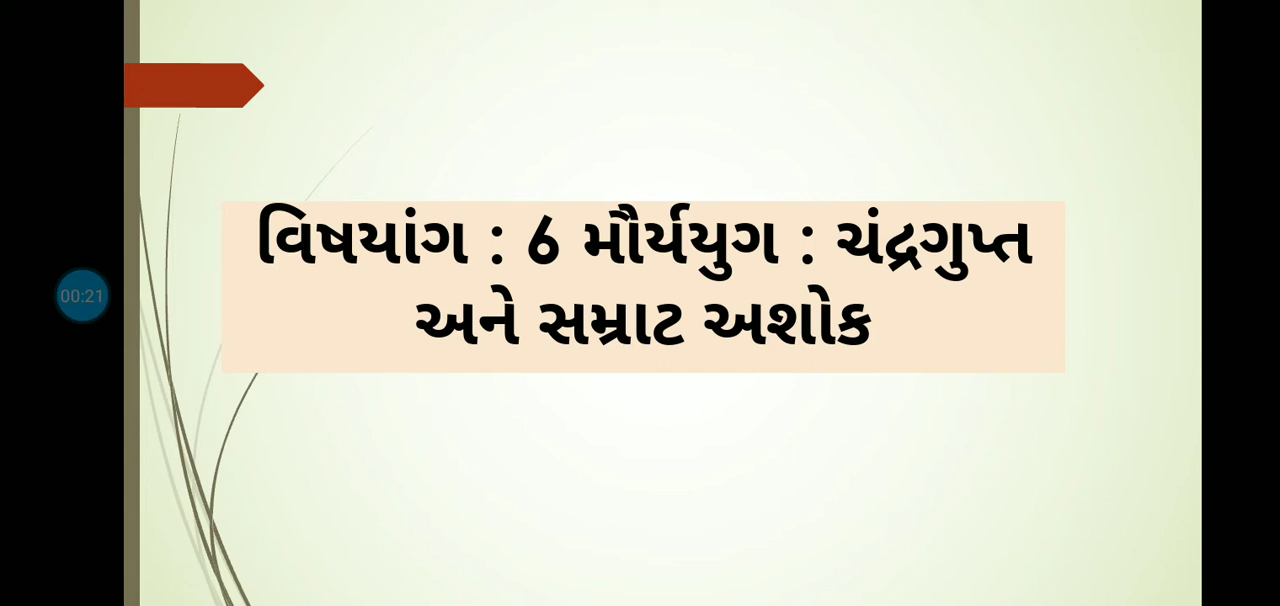 વિષયાંગ : 6 મૌર્યયુગ : ચંદ્રગુપ્ત
અને સમ્રાટ અશોક
00:21